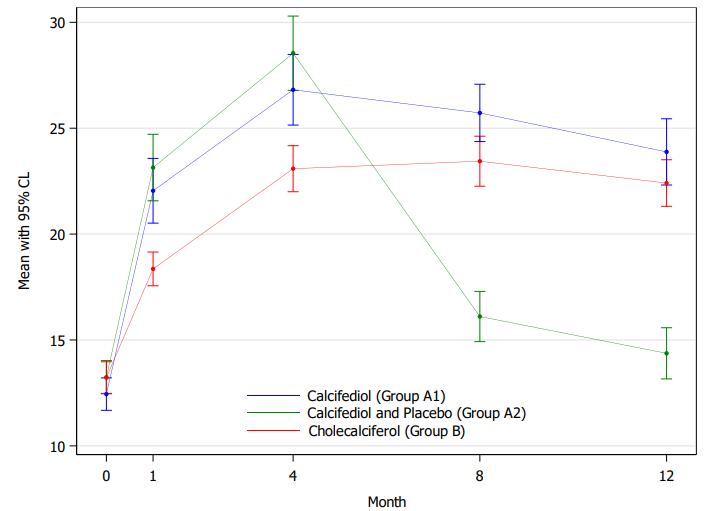 30
25
20
15
10
Mean with 95% CL
Calcifediol (Group A1)
Calcifediol and Placebo (Group A2)
Cholecalciferol (Group B)
0 1 4 8 12
Month